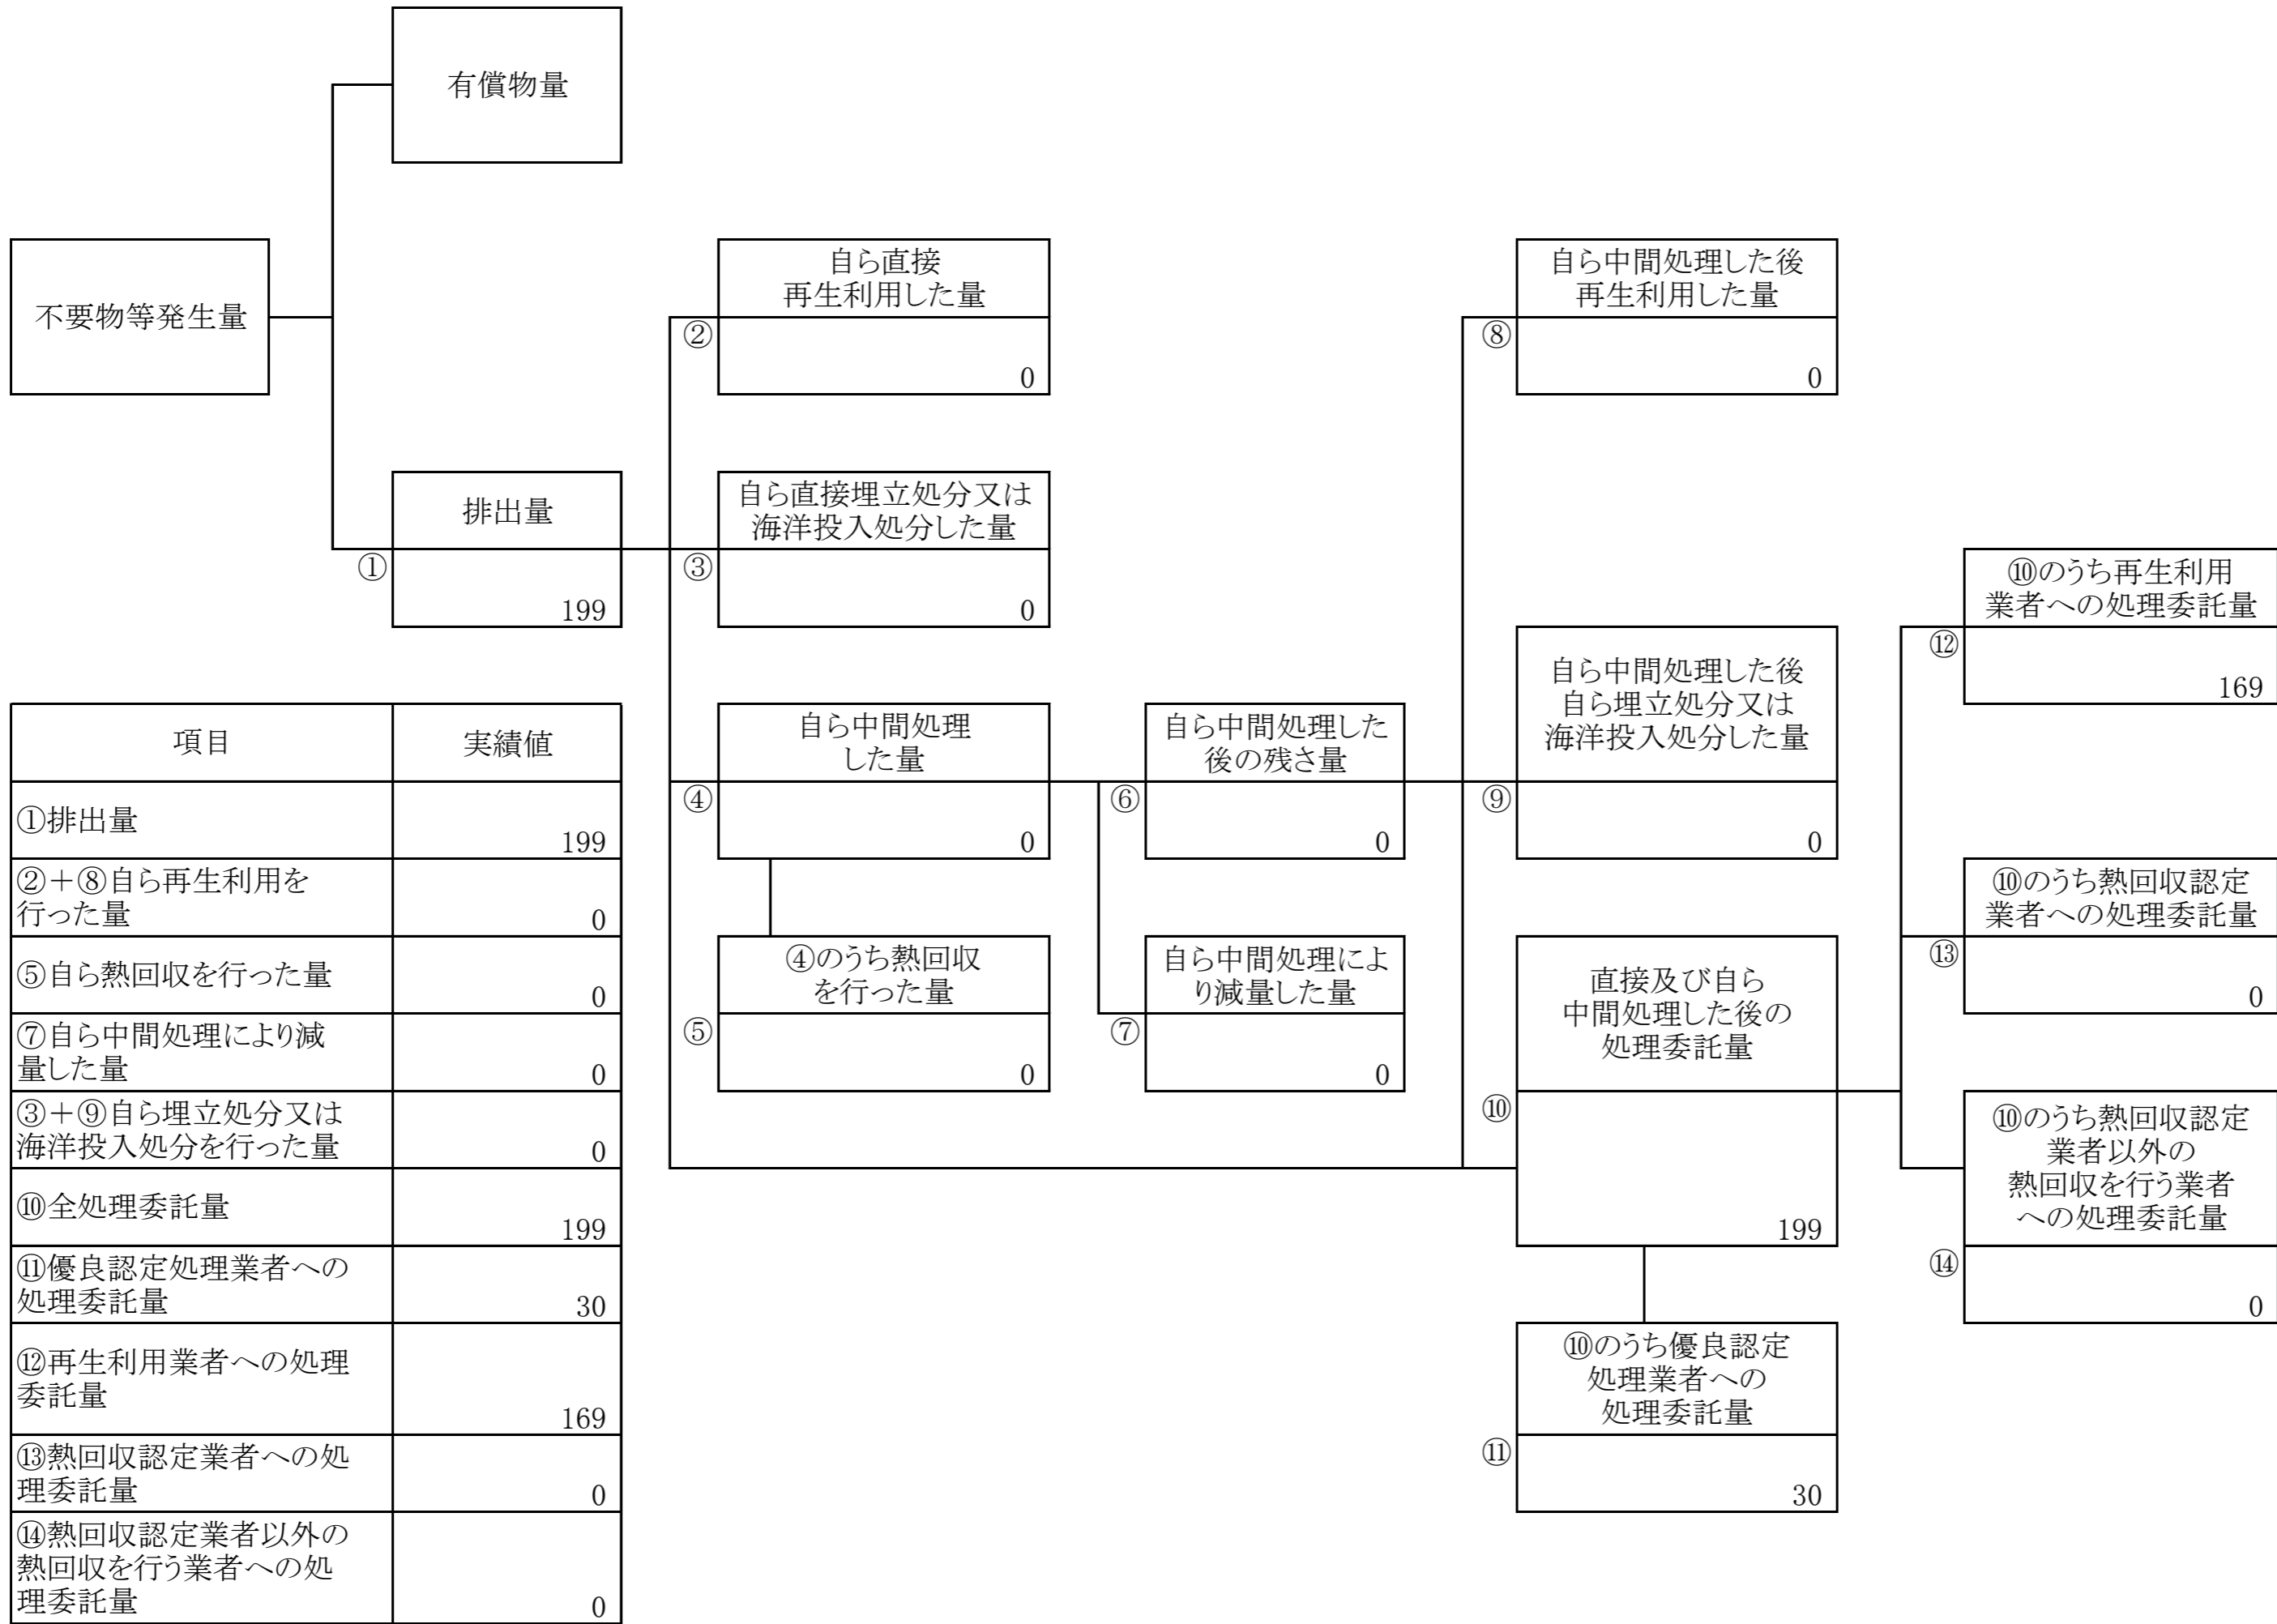 有償物量
不要物等発生量
自ら直接
再生利用した量
②
0
自ら中間処理した後
再生利用した量
⑧
0
排出量
①
199
自ら直接埋立処分又は
海洋投入処分した量
③
0
⑩のうち再生利用
業者への処理委託量
⑫
169
自ら中間処理
した量
④
0
自ら中間処理した
後の残さ量
⑥
0
自ら中間処理した後
自ら埋立処分又は
海洋投入処分した量
⑨
0
⑩のうち熱回収認定
業者への処理委託量
⑬
0
④のうち熱回収
を行った量
⑤
0
自ら中間処理によ
り減量した量
⑦
0
直接及び自ら
中間処理した後の
処理委託量
⑩
199
⑩のうち熱回収認定
業者以外の
熱回収を行う業者
への処理委託量
⑭
0
⑩のうち優良認定
処理業者への
処理委託量
⑪
30
項目 実績値
①排出量
199
②＋⑧自ら再生利用を
行った量
0
⑤自ら熱回収を行った量
0
⑦自ら中間処理により減
量した量
0
③＋⑨自ら埋立処分又は
海洋投入処分を行った量
0
⑩全処理委託量
199
⑪優良認定処理業者への
処理委託量
30
⑫再生利用業者への処理
委託量
169
⑬熱回収認定業者への処
理委託量
0
⑭熱回収認定業者以外の
熱回収を行う業者への処
理委託量
0